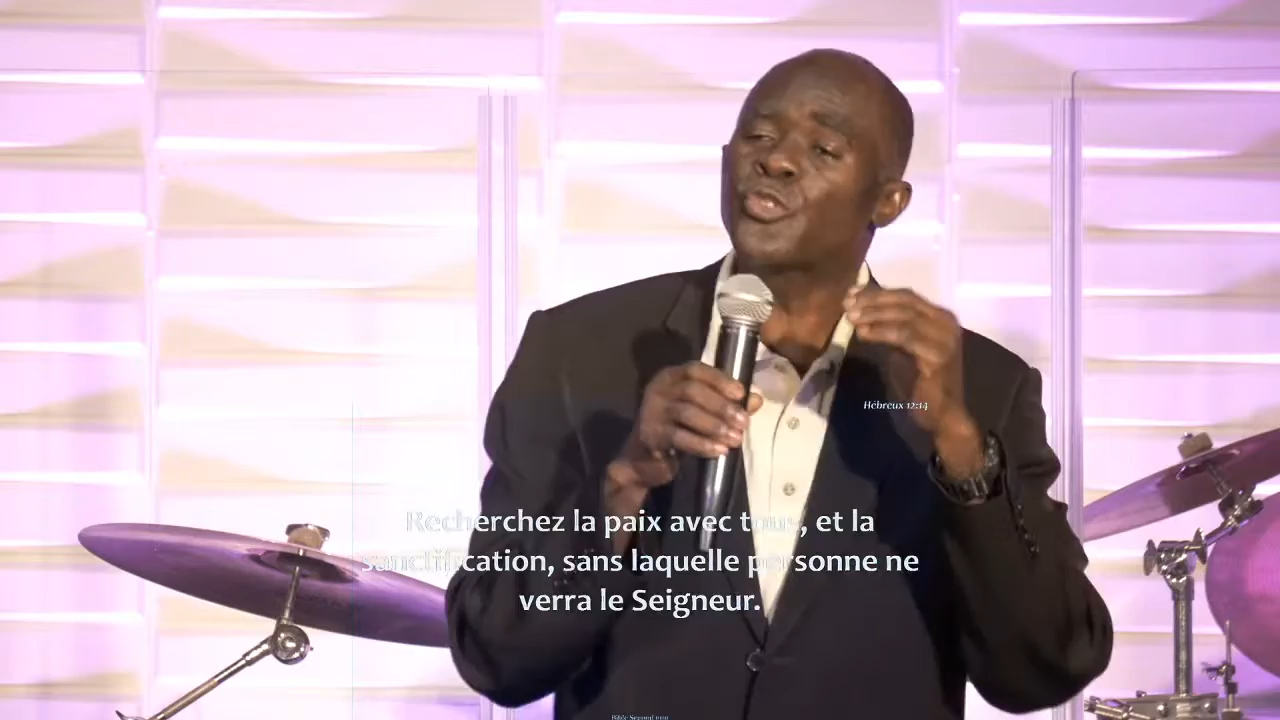 Hébreux 12:14
Recherchez la paix avec tous, et la
sanctification, sans laquelle personne ne
verra le Seigneur.